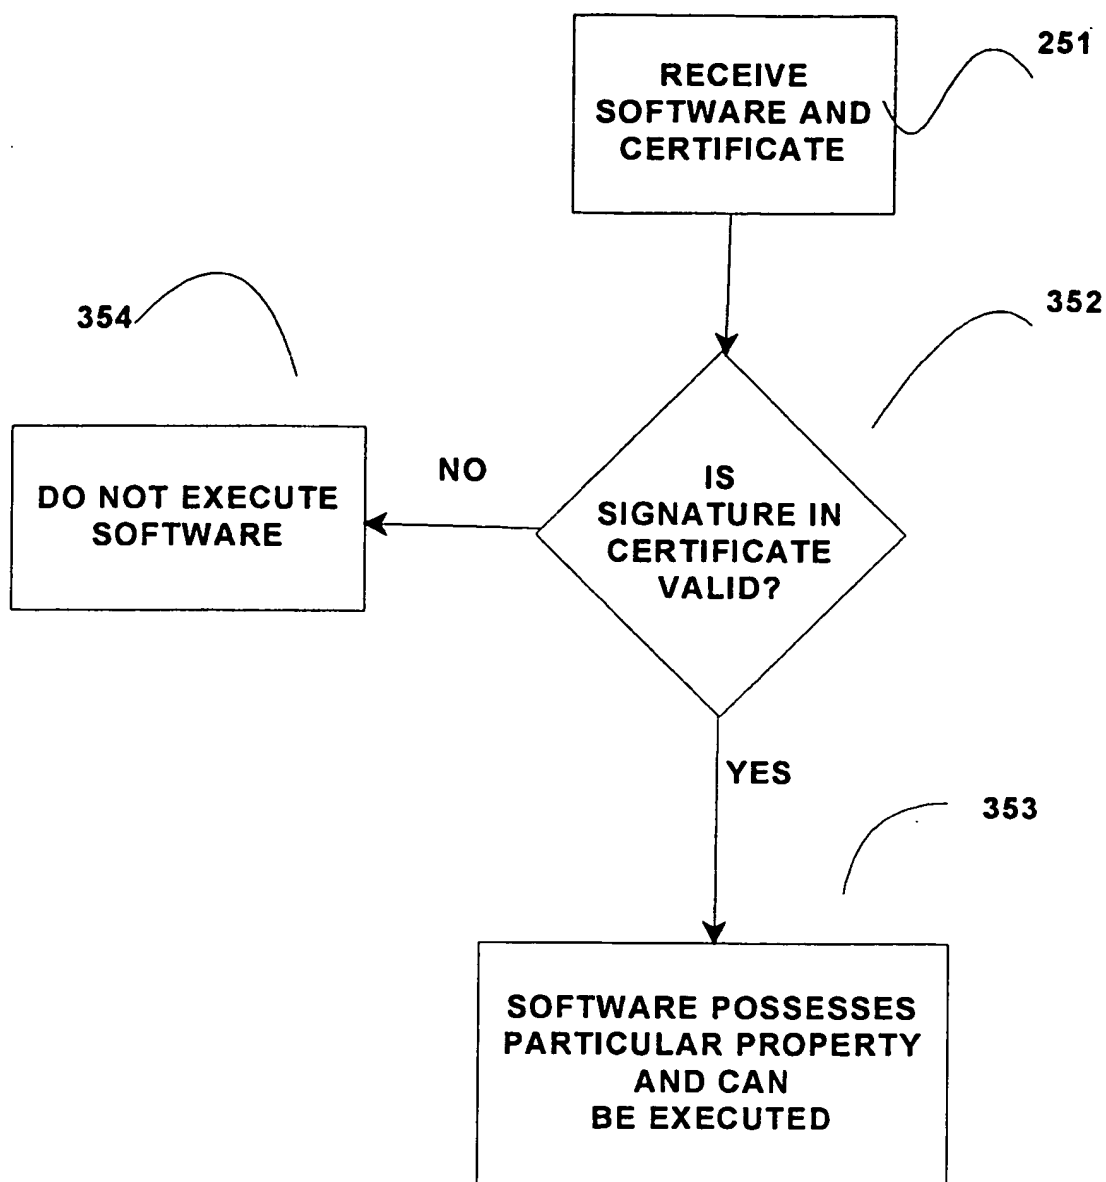 251
RECEIVE
SOFTWARE AND
CERTIFICATE
352
354
NO
IS
SIGNATURE IN
CERTIFICATE
VALID?
DO NOT EXECUTE
SOFTWARE
YES
353
SOFTWARE POSSESSES
PARTICULAR PROPERTY
AND CAN
BE EXECUTED